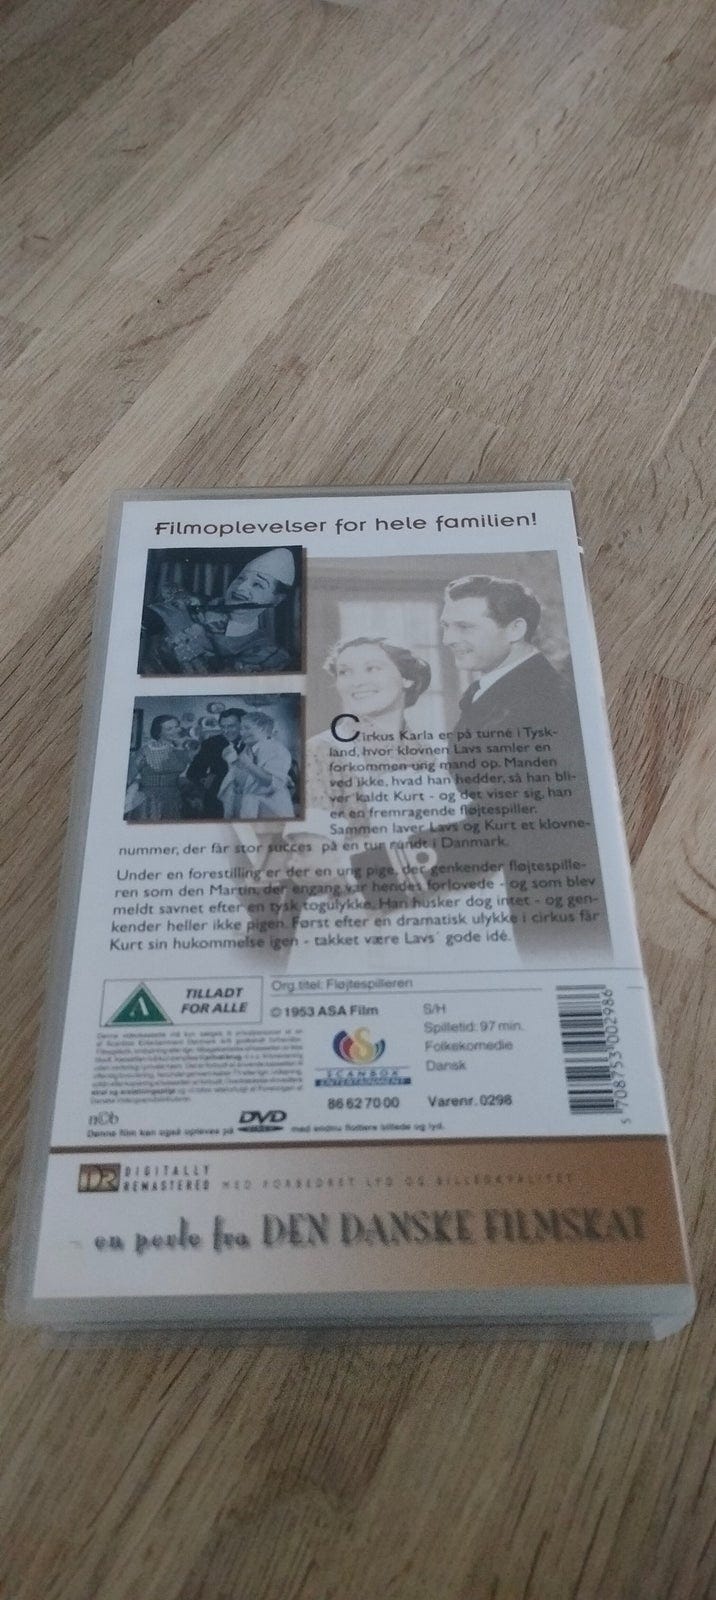 Filmoplevelser for hele familien!
Cirkus Karla er på turné i Tysk-
land, hvor klovnen Lavs samler en
forkommen ung mand op. Manden
ved ikke, hvad han hedder, så han bli-
ver kaldt Kurt - og det viser sig, han
er en fremragende fløjtespiller.
Sammen laver Lavs og Kurt et klovne-
nummer, der får stor succes på en tur rundt i Danmark.
Under en forestilling er der en ung pige, der genkender fløjtespille-
ren som den Martin, der engang var hendes forlovede - og som blev
meldt savnet efter en tysk togulykke. Han husker dog intet - og gen-
kender heller ikke pigen. Først efter en dramatisk ulykke i cirkus får
Kurt sin hukommelse igen - takket være Lavs´ gode idé.
A
TILLADT
FOR ALLE
Org.titel: Fløjtespilleren
©1953 ASA Film
S/H
Spilletid: 97 min.
Folkekomedie
Dansk
SCANBOX
ENTERTAINMENT
86 62 70 00
Varenr. 0298
5 708753 002986
ncb
Denne film kan også opleves på DVD VIDEO med endnu flottere billede og lyd.
DR DIGITALLY
REMASTERED MED FORBEDRET LYD OG BILLEDKVALITET
- en perle fra DEN DANSKE FILMSKAT